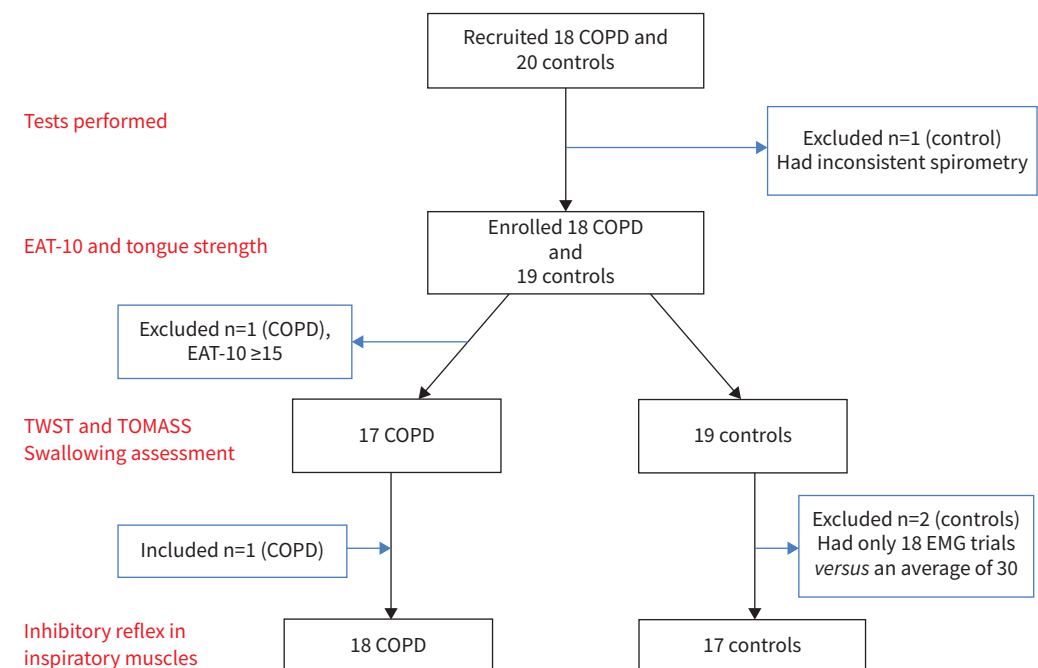 Recruited 18 COPD and
20 controls
Tests performed
Excluded n=1 (control)
Had inconsistent spirometry
EAT-10 and tongue strength
Enrolled 18 COPD
and
19 controls
Excluded n=1 (COPD),
EAT-10 ≥15
TWST and TOMASS
Swallowing assessment
17 COPD
19 controls
Included n=1 (COPD)
Excluded n=2 (controls)
Had only 18 EMG trials
versus an average of 30
Inhibitory reflex in
inspiratory muscles
18 COPD
17 controls